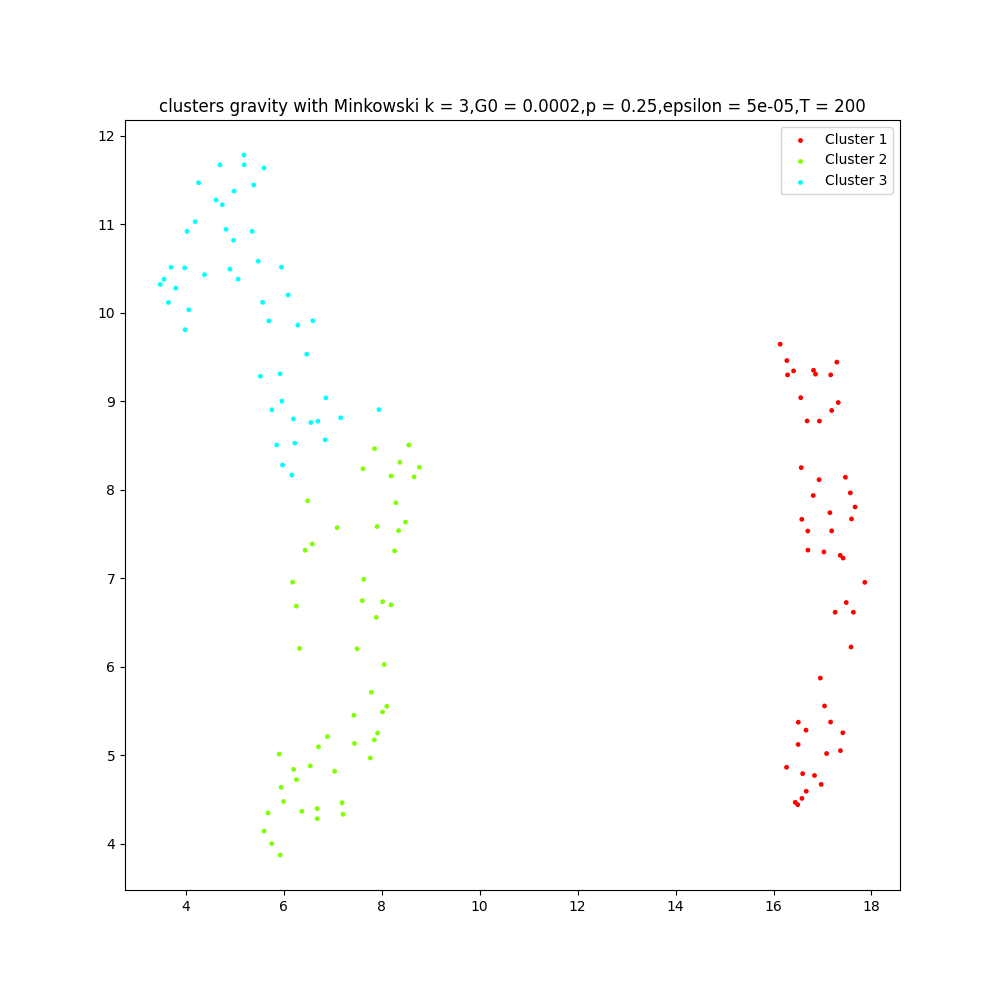 clusters gravity with Minkowski k = 3,G0 = 0.0002,p = 0.25,epsilon = 5e-05,T = 200
Cluster 1
Cluster 2
Cluster 3
12
11
10
9
8
7
6
5
4
4 6 8 10 12 14 16 18